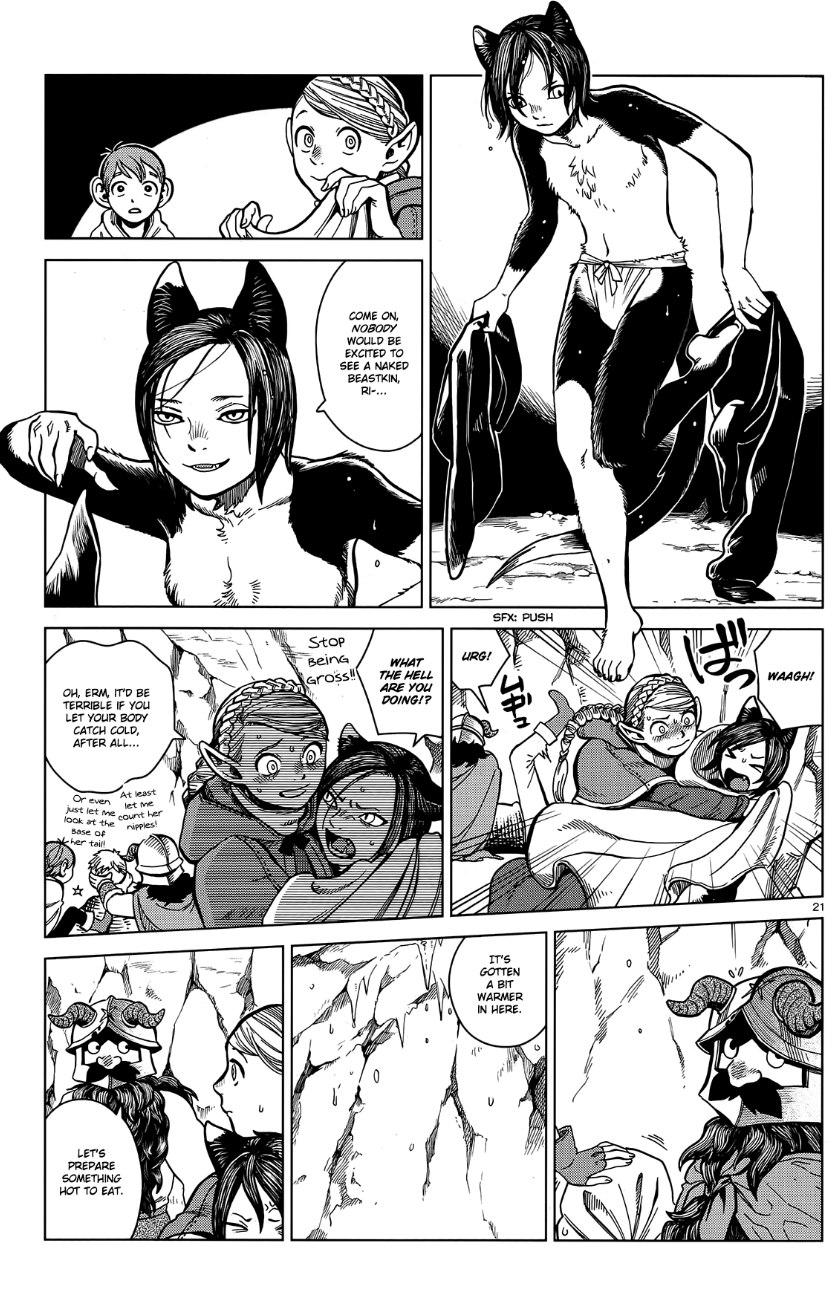 COME ON,
NOBODY
WOULD BE
EXCITED TO
SEE A NAKED
BEASTKIN,
RI-...
SFX: PUSH
WHAT
THE HELL
ARE YOU
DOING!?
Stop
being
gross!!
OH, ERM, IT'D BE
TERRIBLE IF YOU
LET YOUR BODY
CATCH COLD,
AFTER ALL...
At least
let me
count her
nipples!
Or even
just let me
look at the
base of
her tail!
URG!
ムギュ
バッ
WAAGH!
21
LET'S
PREPARE
SOMETHING
HOT TO EAT.
IT'S
GOTTEN
A BIT
WARMER
IN HERE.